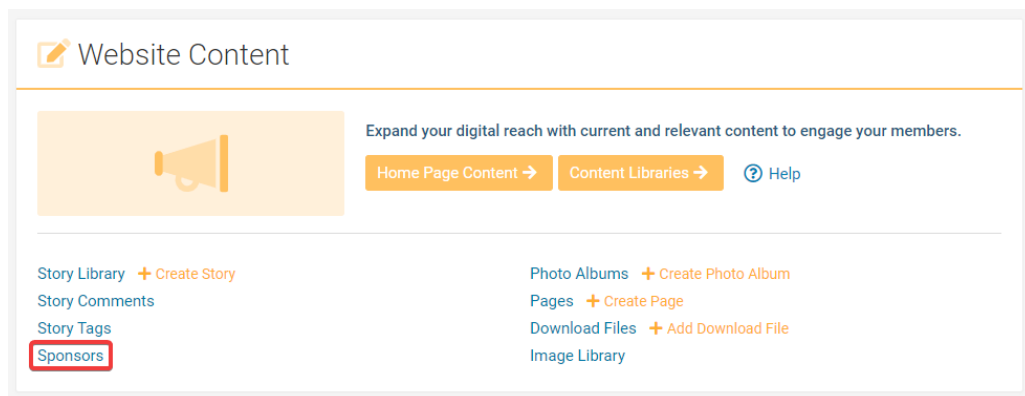 Website Content
Expand your digital reach with current and relevant content to engage your members.
Home Page Content → Content Libraries → ? Help
Story Library + Create Story
Story Comments
Story Tags
Sponsors
Photo Albums + Create Photo Album
Pages + Create Page
Download Files + Add Download File
Image Library